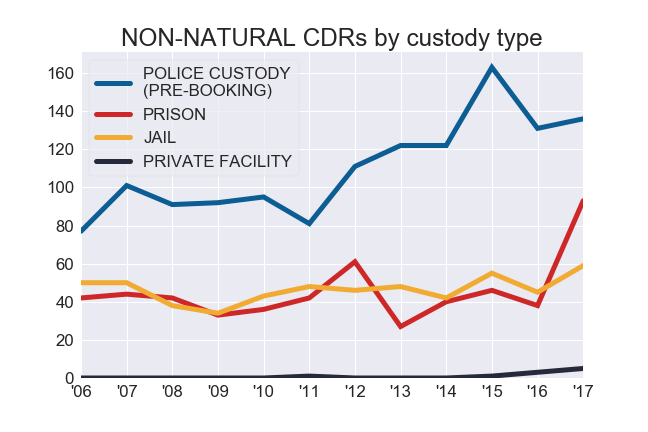 NON-NATURAL CDRs by custody type
POLICE CUSTODY
(PRE-BOOKING)
PRISON
JAIL
PRIVATE FACILITY
160
140
120
100
80
60
40
20
0
'06 '07 '08 '09 '10 '11 '12 '13 '14 '15 '16 '17